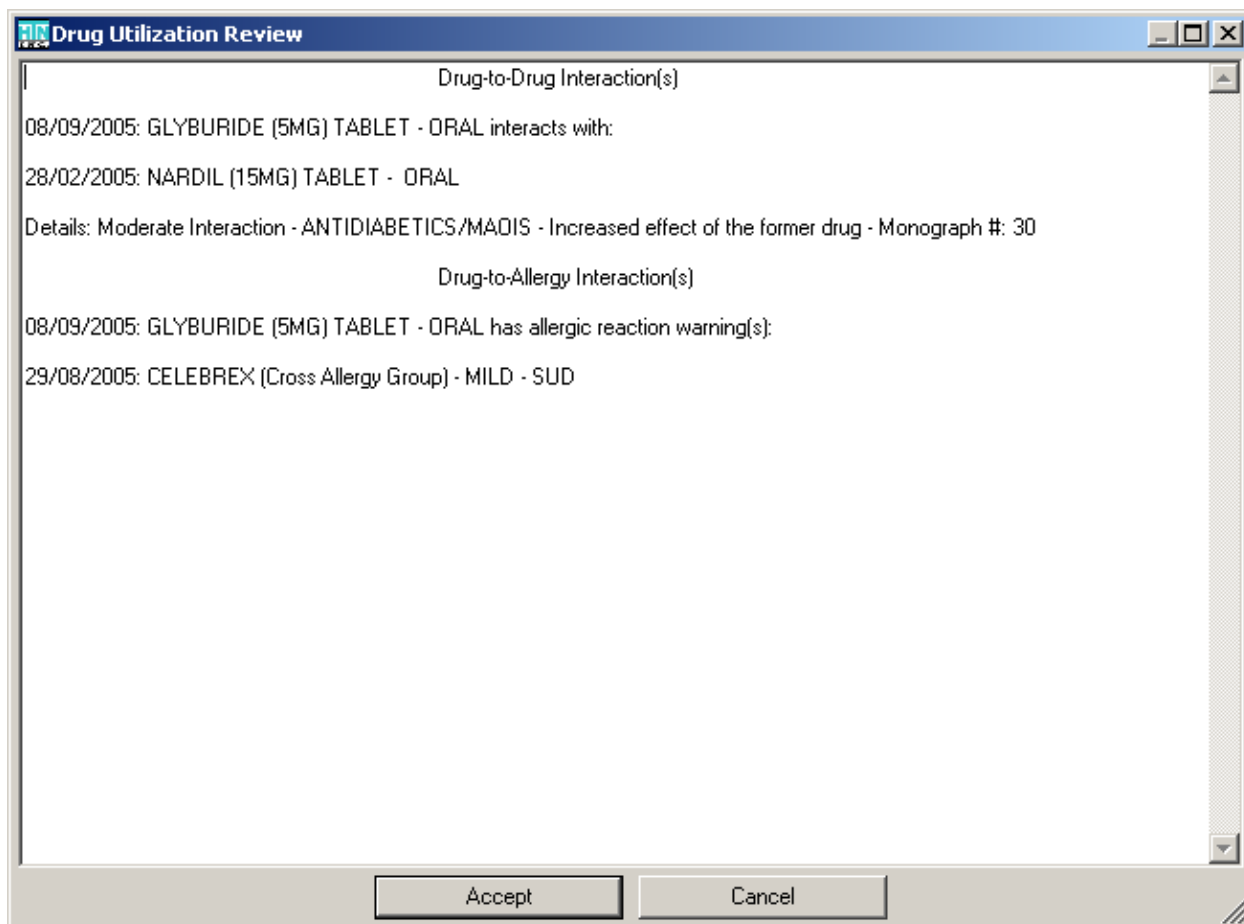 Drug Utilization Review
Drug-to-Drug Interaction(s)
08/09/2005: GLYBURIDE (5MG) TABLET - ORAL interacts with:
28/02/2005: NARDIL (15MG) TABLET - ORAL
Details: Moderate Interaction - ANTIDIABETICS/MAOIS - Increased effect of the former drug - Monograph #: 30
Drug-to-Allergy Interaction(s)
08/09/2005: GLYBURIDE (5MG) TABLET - ORAL has allergic reaction warning(s):
29/08/2005: CELEBREX (Cross Allergy Group) - MILD - SUD
Accept Cancel